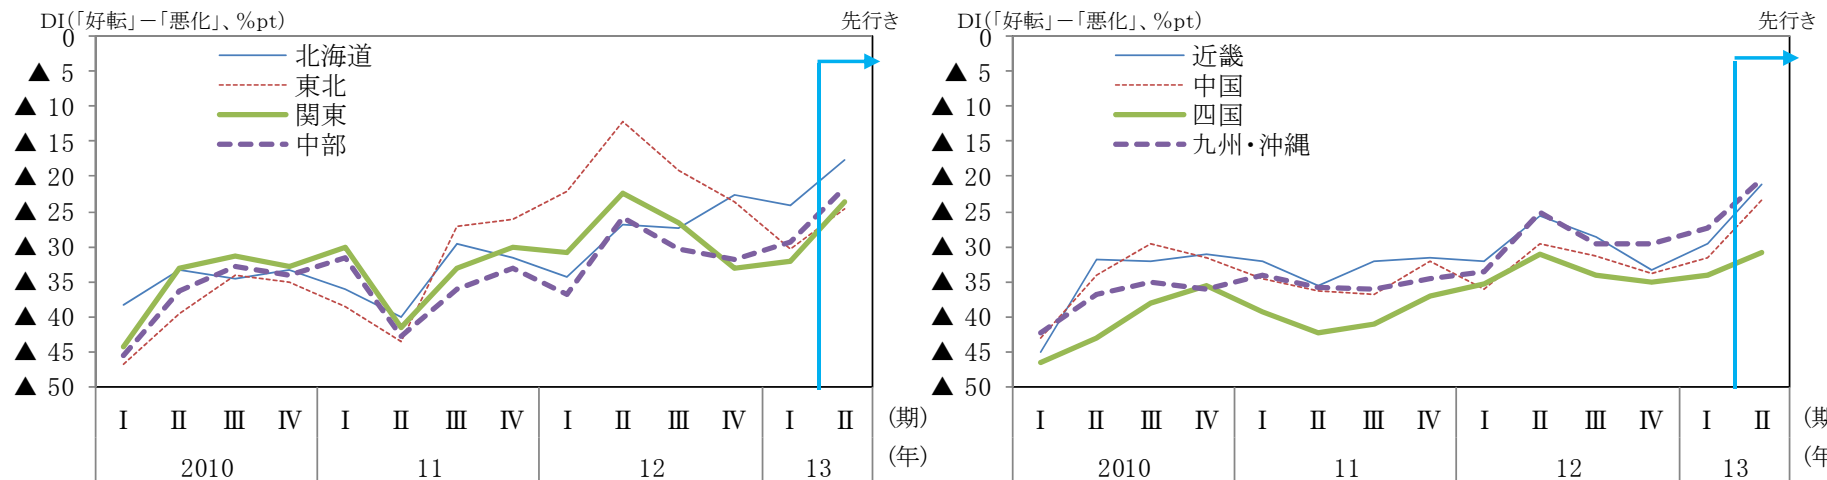 DI(「好転」－「悪化」、%pt)
先行き
0
▲ 5
▲ 10
▲ 15
▲ 20
▲ 25
▲ 30
▲ 35
▲ 40
▲ 45
▲ 50
北海道
東北
関東
中部
Ⅰ Ⅱ Ⅲ Ⅳ Ⅰ Ⅱ Ⅲ Ⅳ Ⅰ Ⅱ Ⅲ Ⅳ Ⅰ Ⅱ (期)
2010 11 12 13 (年)
DI(「好転」－「悪化」、%pt)
先行き
0
▲ 5
▲ 10
▲ 15
▲ 20
▲ 25
▲ 30
▲ 35
▲ 40
▲ 45
▲ 50
近畿
中国
四国
九州・沖縄
Ⅰ Ⅱ Ⅲ Ⅳ Ⅰ Ⅱ Ⅲ Ⅳ Ⅰ Ⅱ Ⅲ Ⅳ Ⅰ Ⅱ (期
2010 11 12 13 (年